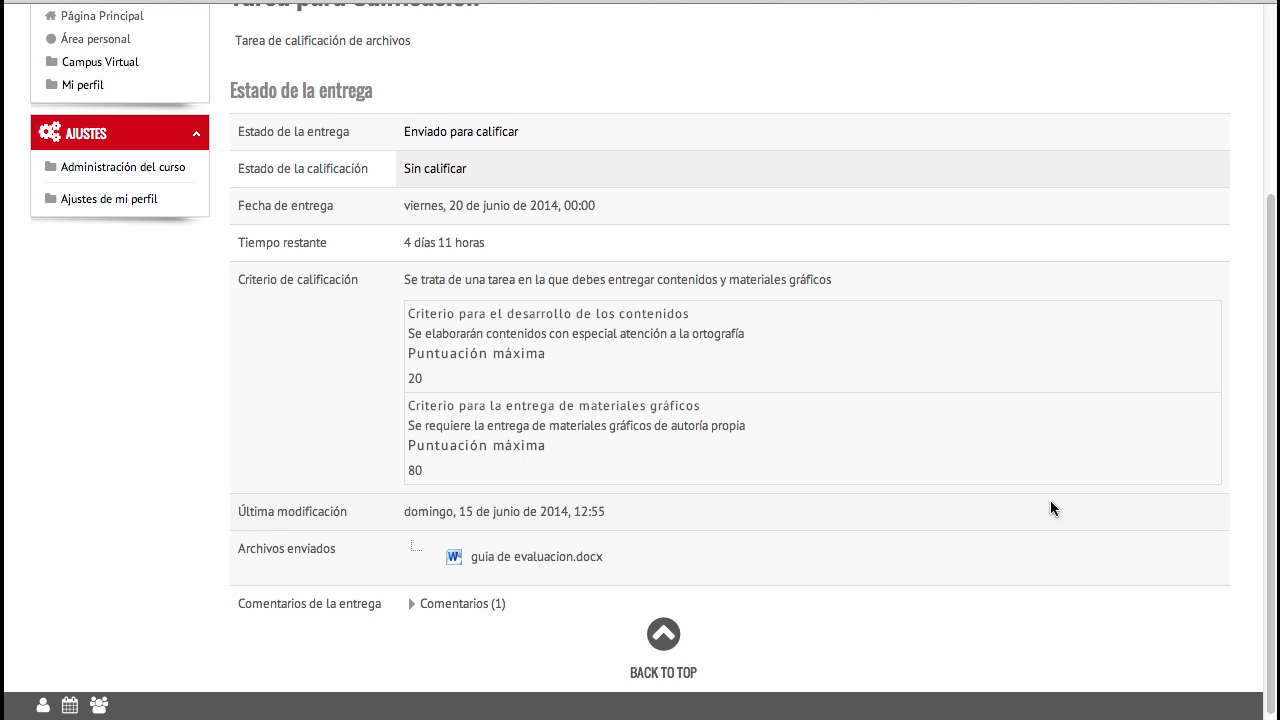 Página Principal
Área personal
Campus Virtual
Mi perfil
AJUSTES
Administración del curso
Ajustes de mi perfil
Tarea para Calificación
Tarea de calificación de archivos
Estado de la entrega
Estado de la entrega Enviado para calificar
Estado de la calificación Sin calificar
Fecha de entrega viernes, 20 de junio de 2014, 00:00
Tiempo restante 4 días 11 horas
Criterio de calificación Se trata de una tarea en la que debes entregar contenidos y materiales gráficos
Criterio para el desarrollo de los contenidos
Se elaborarán contenidos con especial atención a la ortografía
Puntuación máxima
20
Criterio para la entrega de materiales gráficos
Se requiere la entrega de materiales gráficos de autoría propia
Puntuación máxima
80
Última modificación domingo, 15 de junio de 2014, 12:55
Archivos enviados guia de evaluacion.docx
Comentarios de la entrega Comentarios (1)
BACK TO TOP